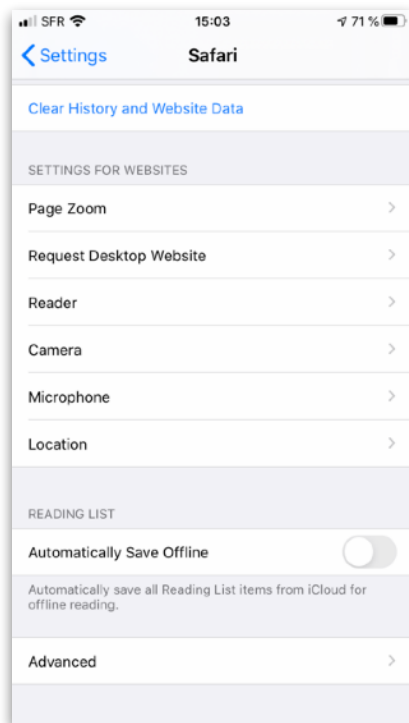 SFR 15:03 71 %
Settings Safari
Clear History and Website Data
SETTINGS FOR WEBSITES
Page Zoom
Request Desktop Website
Reader
Camera
Microphone
Location
READING LIST
Automatically Save Offline
Automatically save all Reading List items from iCloud for
offline reading.
Advanced